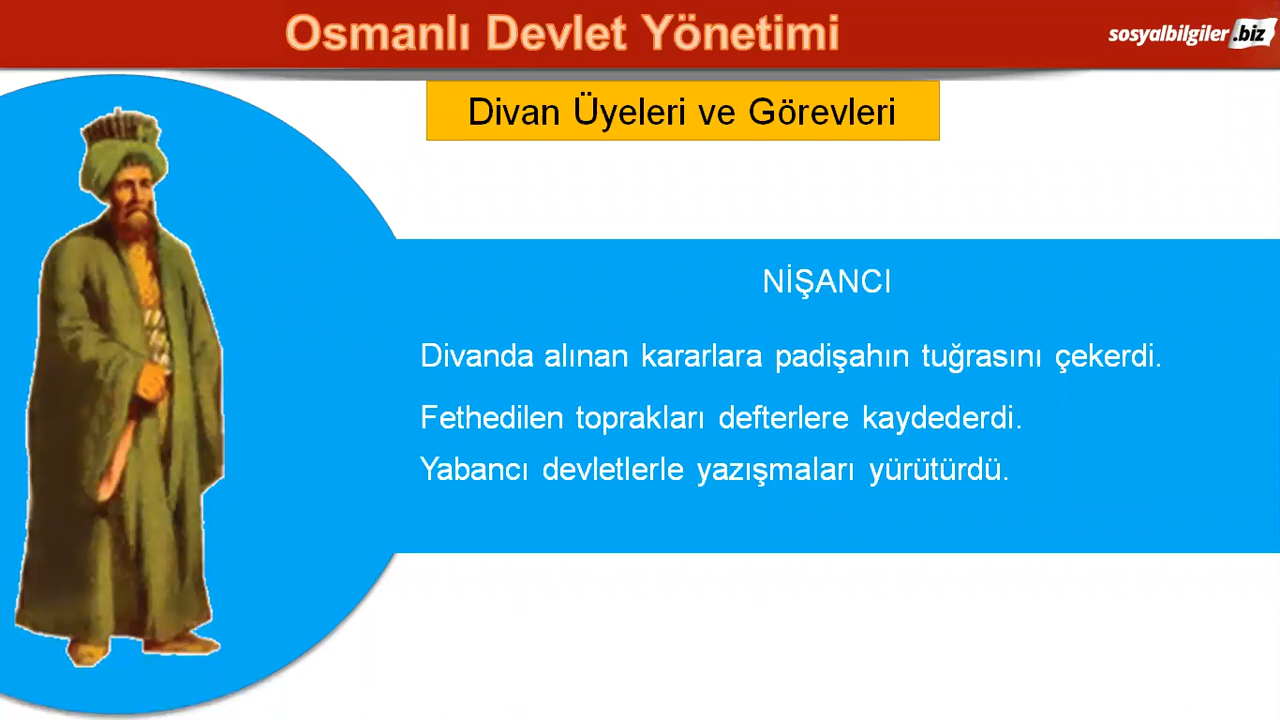 Osmanlı Devlet Yönetimi
sosyalbilgiler.biz
Divan Üyeleri ve Görevleri
NİŞANCI
Divanda alınan kararlara padişahın tuğrasını çekerdi.
Fethedilen toprakları defterlere kaydederdi.
Yabancı devletlerle yazışmaları yürütürdü.